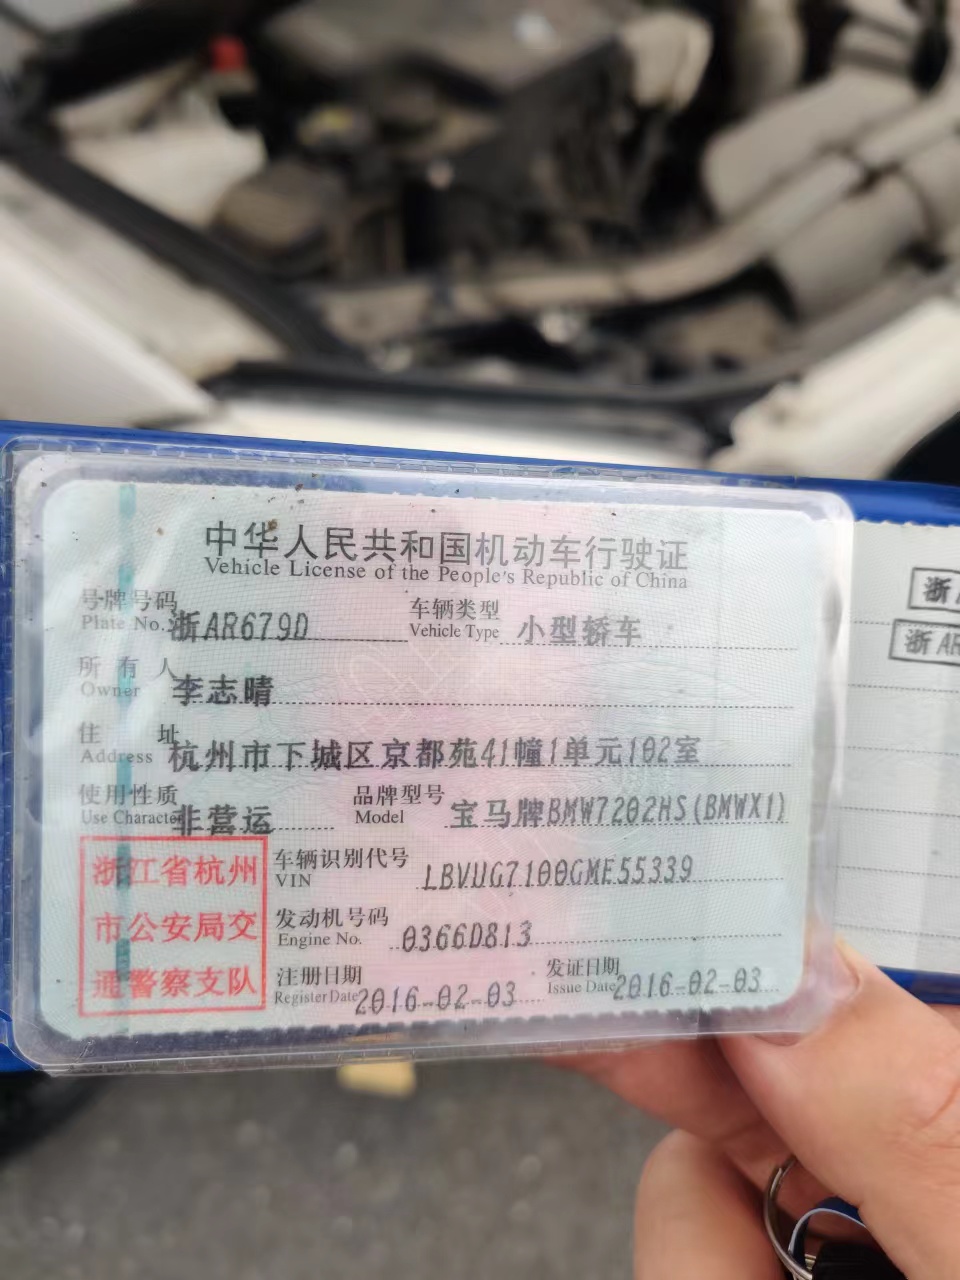 中华人民共和国机动车行驶证
Vehicle License of the People's Republic of China
号牌号码 Plate No. 浙AR679D 车辆类型 Vehicle Type 小型轿车
所有人 Owner 李志晴
住址 Address 杭州市下城区京都苑41幢1单元102室
使用性质 Use Character 非营运 品牌型号 Model 宝马牌BMW7202HS(BMWX1)
车辆识别代号 VIN LBVUG7100GME55339
发动机号码 Engine No. 0366D813
注册日期 Register Date 2016-02-03 发证日期 Issue Date 2016-02-03
浙江省杭州
市公安局交
通警察支队
浙
浙AR